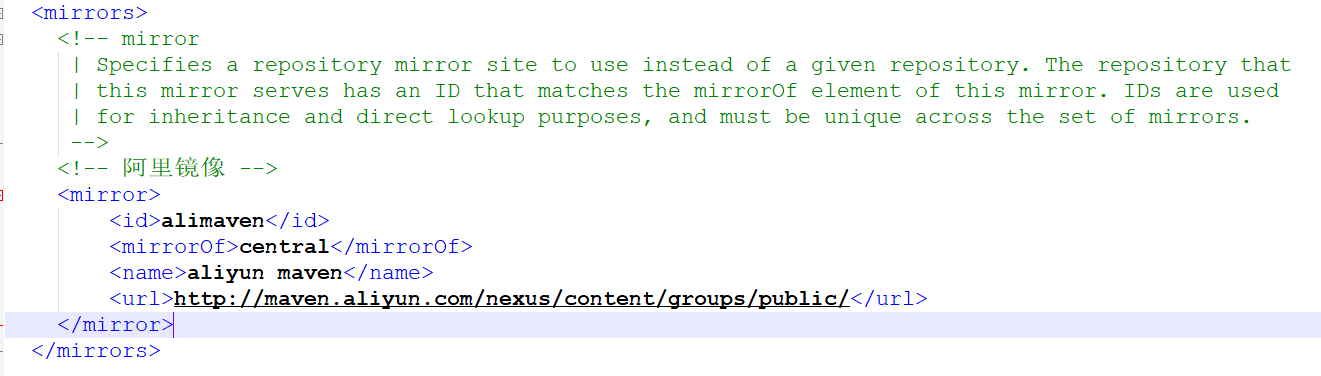 <mirrors>
<!-- mirror
| Specifies a repository mirror site to use instead of a given repository. The repository that
| this mirror serves has an ID that matches the mirrorOf element of this mirror. IDs are used
| for inheritance and direct lookup purposes, and must be unique across the set of mirrors.
-->
<!-- 阿里镜像 -->
<mirror>
<id>alimaven</id>
<mirrorOf>central</mirrorOf>
<name>aliyun maven</name>
<url>http://maven.aliyun.com/nexus/content/groups/public/</url>
</mirror>
</mirrors>